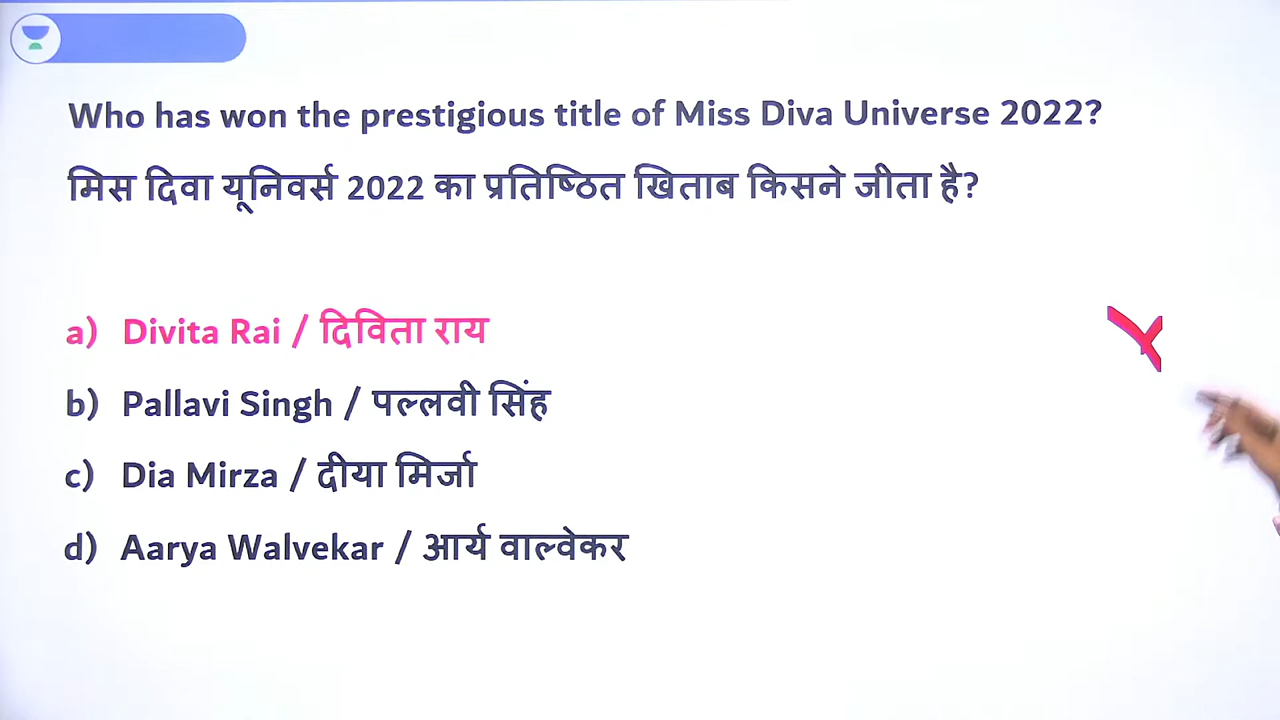 Who has won the prestigious title of Miss Diva Universe 2022?
मिस दिवा यूनिवर्स 2022 का प्रतिष्ठित खिताब किसने जीता है?
a) Divita Rai / दिविता राय
b) Pallavi Singh / पल्लवी सिंह
c) Dia Mirza / दीया मिर्जा
d) Aarya Walvekar / आर्य वाल्वेकर